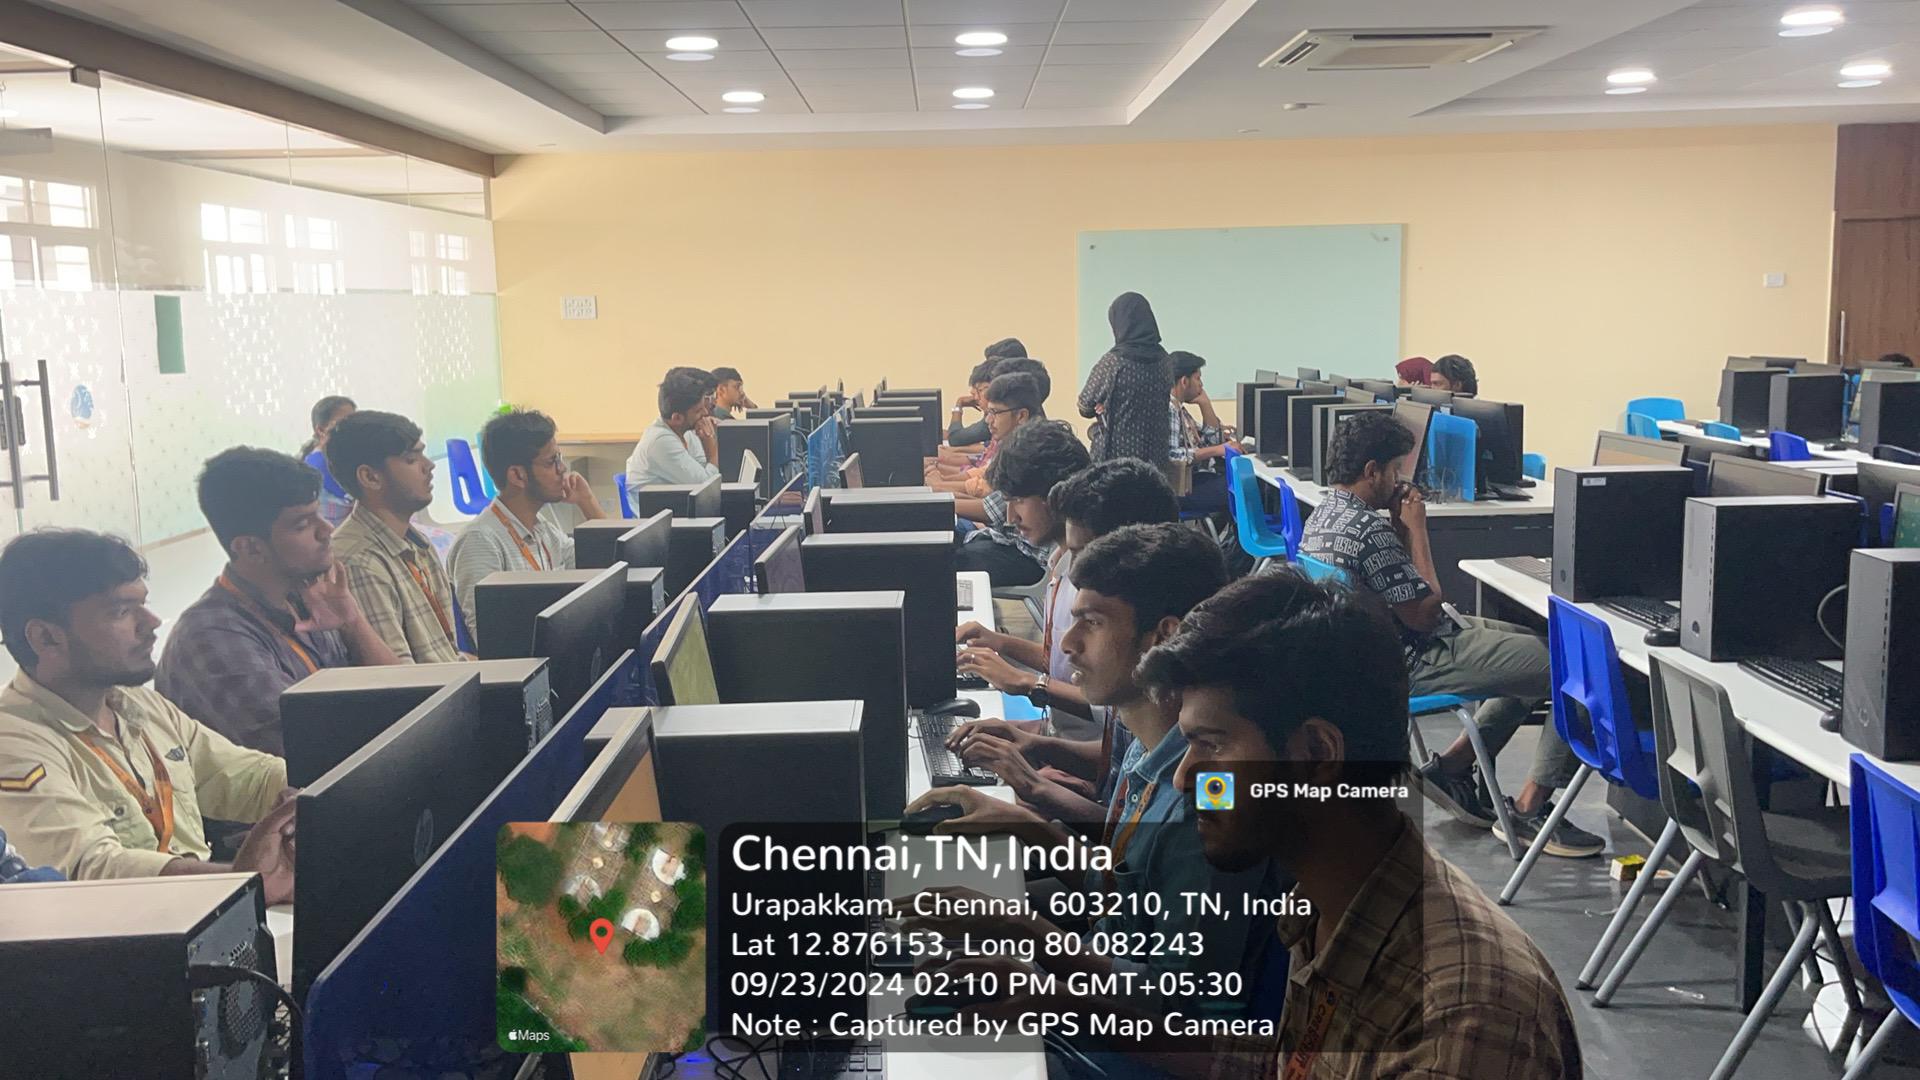 GPS Map Camera
Chennai,TN,India
Urapakkam, Chennai, 603210, TN, India
Lat 12.876153, Long 80.082243
09/23/2024 02:10 PM GMT+05:30
Note : Captured by GPS Map Camera
Maps